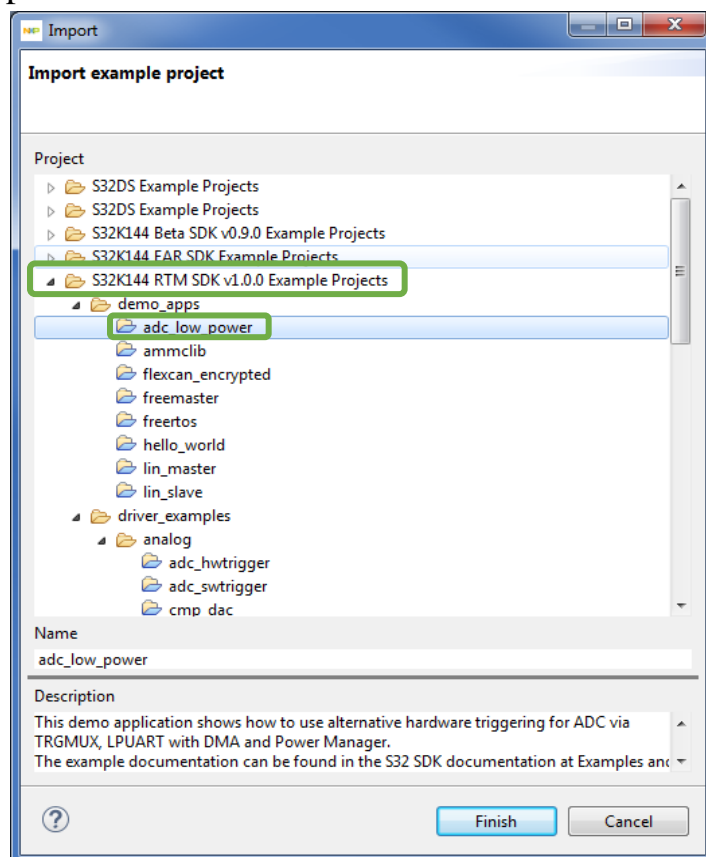 NXP Import
Import example project
Project
S32DS Example Projects
S32DS Example Projects
S32K144 Beta SDK v0.9.0 Example Projects
S32K144 EAR SDK Example Projects
S32K144 RTM SDK v1.0.0 Example Projects
demo_apps
adc_low_power
ammclib
flexcan_encrypted
freemaster
freertos
hello_world
lin_master
lin_slave
driver_examples
analog
adc_hwtrigger
adc_swtrigger
cmp_dac
Name
adc_low_power
Description
This demo application shows how to use alternative hardware triggering for ADC via
TRGMUX, LPUART with DMA and Power Manager.
The example documentation can be found in the S32 SDK documentation at Examples and
? Finish Cancel